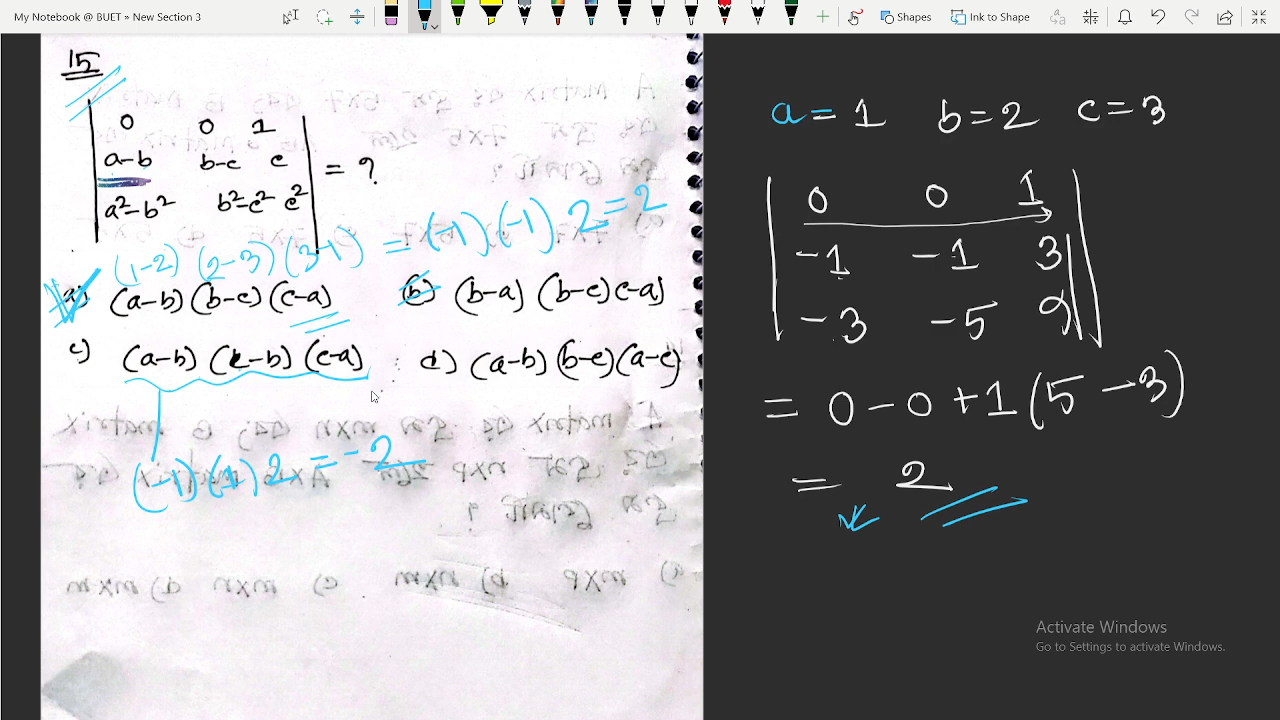 My Notebook @ BUET » New Section 3
Shapes
Ink to Shape
15
0 0 1
a-b b-c c
a²-b² b²-c² c²
= ?
(1-2) (2-3) (3-1) = (-1) (-1) 2 = 2
a) (a-b) (b-c) (c-a)
(b) (b-a) (b-c) c-a)
c) (a-b) (c-b) (c-a)
d) (a-b) (b-c) (a-c)
(-1) (1) 2 = -2
a = 1 b = 2 c = 3
0 0 1
-1 -1 3
-3 -5 9
= 0 - 0 + 1 (5 - 3)
= 2
Activate Windows
Go to Settings to activate Windows.